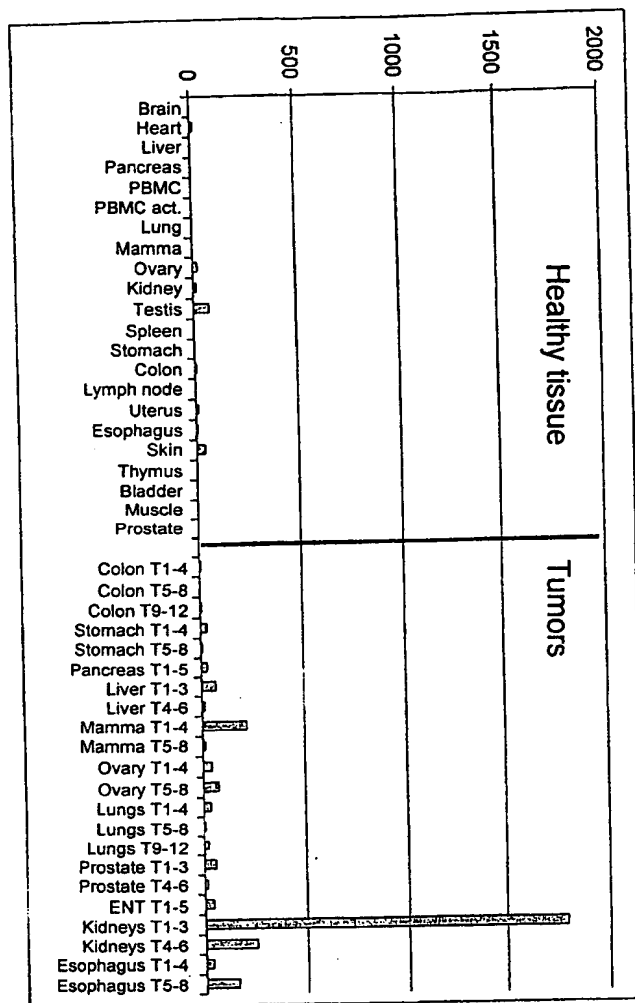 2000
1500
1000
500
0
Healthy tissue
Tumors
Brain
Heart
Liver
Pancreas
PBMC
PBMC act.
Lung
Mamma
Ovary
Kidney
Testis
Spleen
Stomach
Colon
Lymph node
Uterus
Esophagus
Skin
Thymus
Bladder
Muscle
Prostate
Colon T1-4
Colon T5-8
Colon T9-12
Stomach T1-4
Stomach T5-8
Pancreas T1-5
Liver T1-3
Liver T4-6
Mamma T1-4
Mamma T5-8
Ovary T1-4
Ovary T5-8
Lungs T1-4
Lungs T5-8
Lungs T9-12
Prostate T1-3
Prostate T4-6
ENT T1-5
Kidneys T1-3
Kidneys T4-6
Esophagus T1-4
Esophagus T5-8